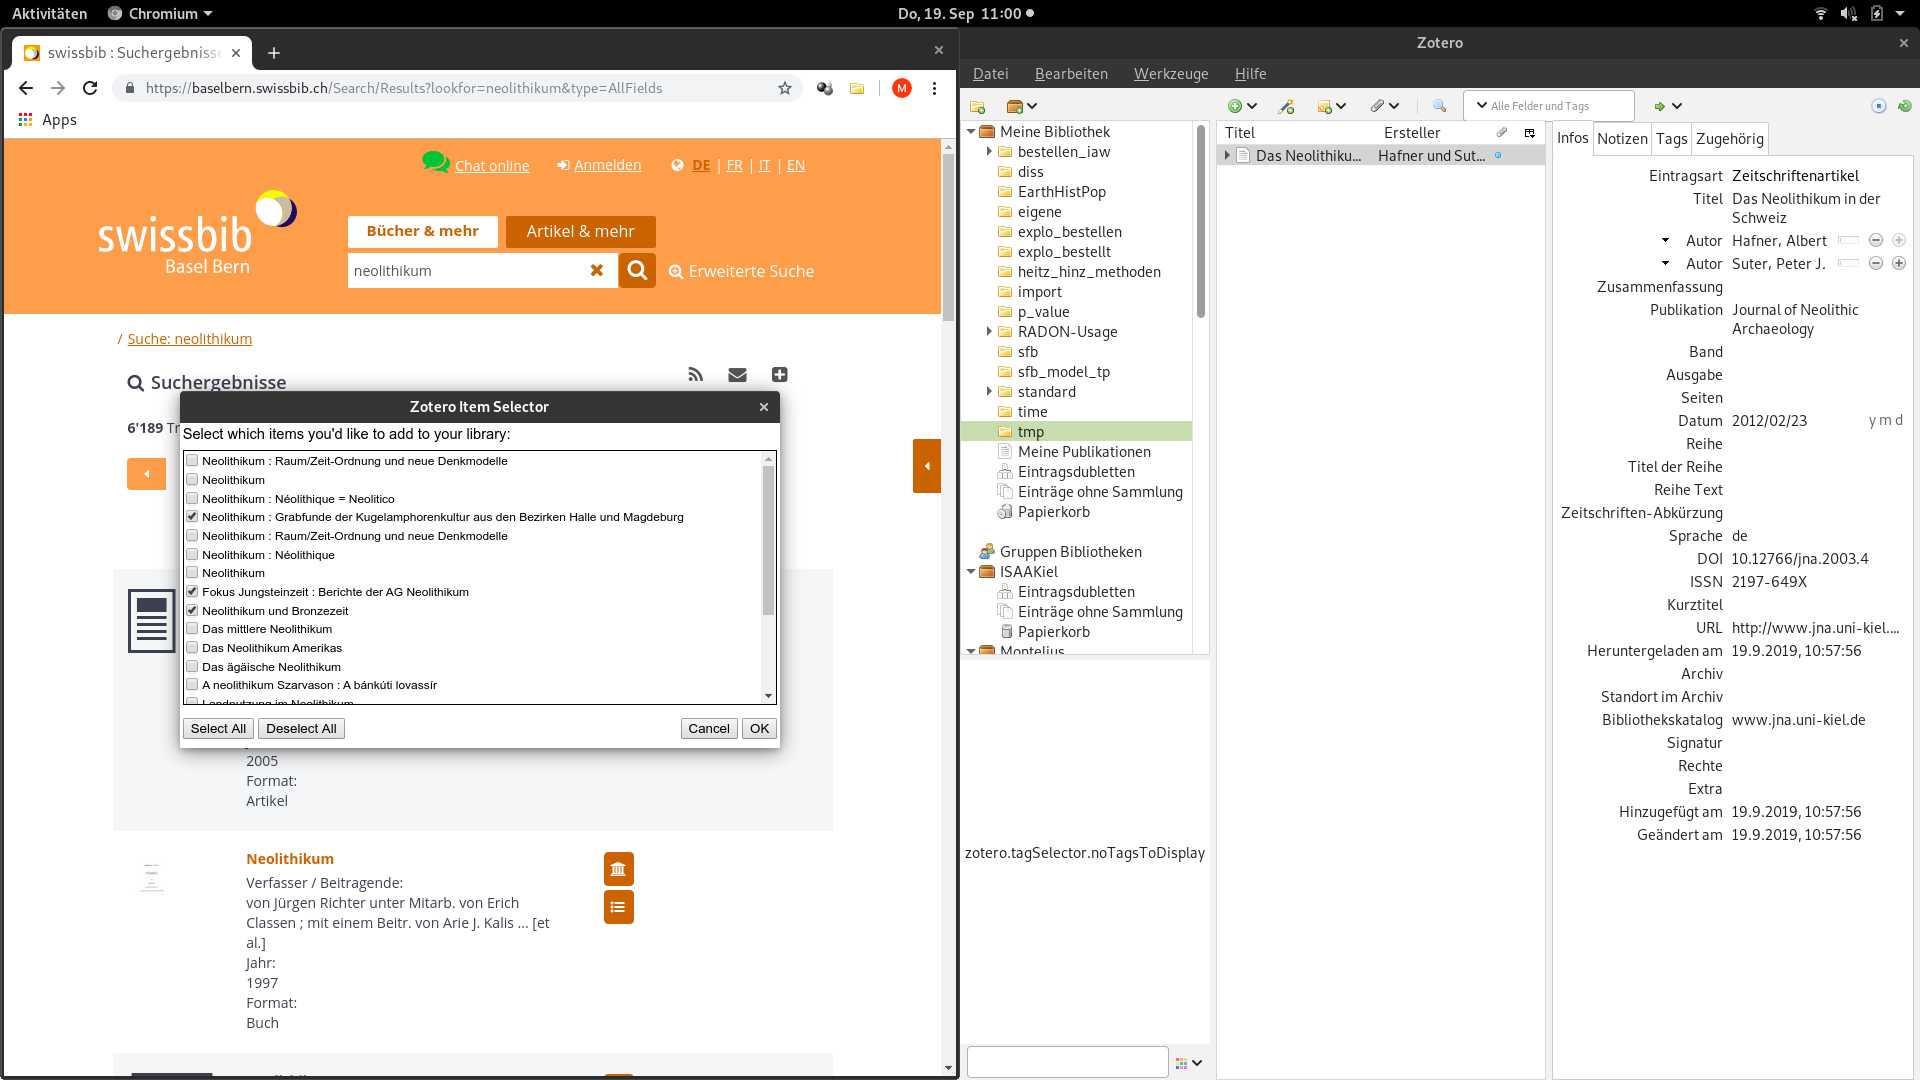 Aktivitäten
Chromium
Do, 19. Sep 11:00
swissbib : Suchergebnisse
https://baselbern.swissbib.ch/Search/Results?lookfor=neolithikum&type=AllFields
M
Apps
Chat online
Anmelden
DE | FR | IT | EN
swissbib
Basel Bern
Bücher & mehr
Artikel & mehr
neolithikum
Erweiterte Suche
/ Suche: neolithikum
Suchergebnisse
6'189
Zotero Item Selector
Select which items you'd like to add to your library:
Neolithikum : Raum/Zeit-Ordnung und neue Denkmodelle
Neolithikum
Neolithikum : Néolithique = Neolitico
Neolithikum : Grabfunde der Kugelamphorenkultur aus den Bezirken Halle und Magdeburg
Neolithikum : Raum/Zeit-Ordnung und neue Denkmodelle
Neolithikum : Néolithique
Neolithikum
Fokus Jungsteinzeit : Berichte der AG Neolithikum
Neolithikum und Bronzezeit
Das mittlere Neolithikum
Das Neolithikum Amerikas
Das ägäische Neolithikum
A neolithikum Szarvason : A bánkúti lovassír
Landnutzung im Neolithikum
Select All
Deselect All
Cancel
OK
2005
Format:
Artikel
Neolithikum
Verfasser / Beitragende:
von Jürgen Richter unter Mitarb. von Erich
Classen ; mit einem Beitr. von Arie J. Kalis ... [et
al.]
Jahr:
1997
Format:
Buch
Zotero
Datei
Bearbeiten
Werkzeuge
Hilfe
Alle Felder und Tags
Meine Bibliothek
bestellen_iaw
diss
EarthHistPop
eigene
explo_bestellen
explo_bestellt
heitz_hinz_methoden
import
p_value
RADON-Usage
sfb
sfb_model_tp
standard
time
tmp
Meine Publikationen
Eintragsdubletten
Einträge ohne Sammlung
Papierkorb
Gruppen Bibliotheken
ISAAKiel
Eintragsdubletten
Einträge ohne Sammlung
Papierkorb
Montelius
zotero.tagSelector.noTagsToDisplay
Titel
Ersteller
Das Neolithiku...
Hafner und Sut...
Infos
Notizen
Tags
Zugehörig
Eintragsart Zeitschriftenartikel
Titel Das Neolithikum in der
Schweiz
Autor Hafner, Albert
Autor Suter, Peter J.
Zusammenfassung
Publikation Journal of Neolithic
Archaeology
Band
Ausgabe
Seiten
Datum 2012/02/23 y m d
Reihe
Titel der Reihe
Reihe Text
Zeitschriften-Abkürzung
Sprache de
DOI 10.12766/jna.2003.4
ISSN 2197-649X
Kurztitel
URL http://www.jna.uni-kiel....
Heruntergeladen am 19.9.2019, 10:57:56
Archiv
Standort im Archiv
Bibliothekskatalog www.jna.uni-kiel.de
Signatur
Rechte
Extra
Hinzugefügt am 19.9.2019, 10:57:56
Geändert am 19.9.2019, 10:57:56